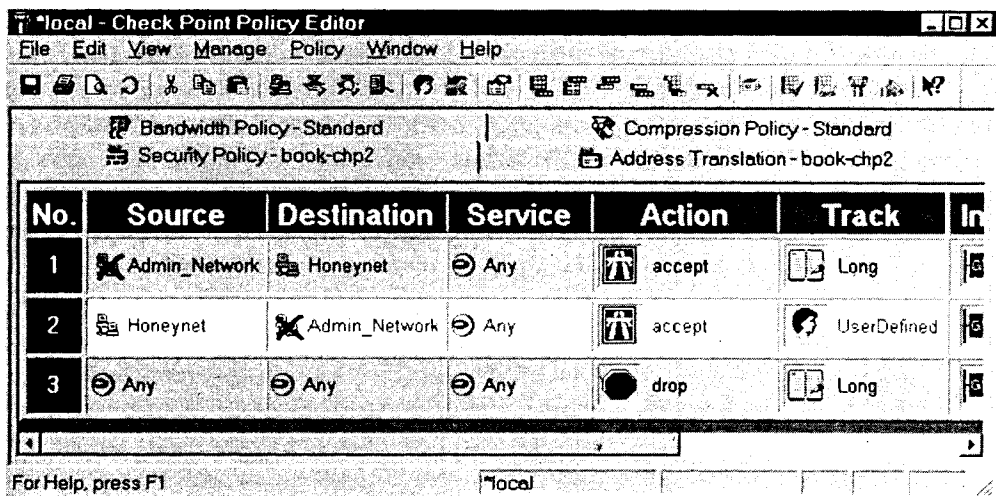 *local - Check Point Policy Editor
File Edit View Manage Policy Window Help
Bandwidth Policy - Standard
Compression Policy - Standard
Security Policy - book-chp2
Address Translation - book-chp2
No. Source Destination Service Action Track In
1 Admin_Network Honeynet Any accept Long
2 Honeynet Admin_Network Any accept UserDefined
3 Any Any Any drop Long
For Help, press F1 *local